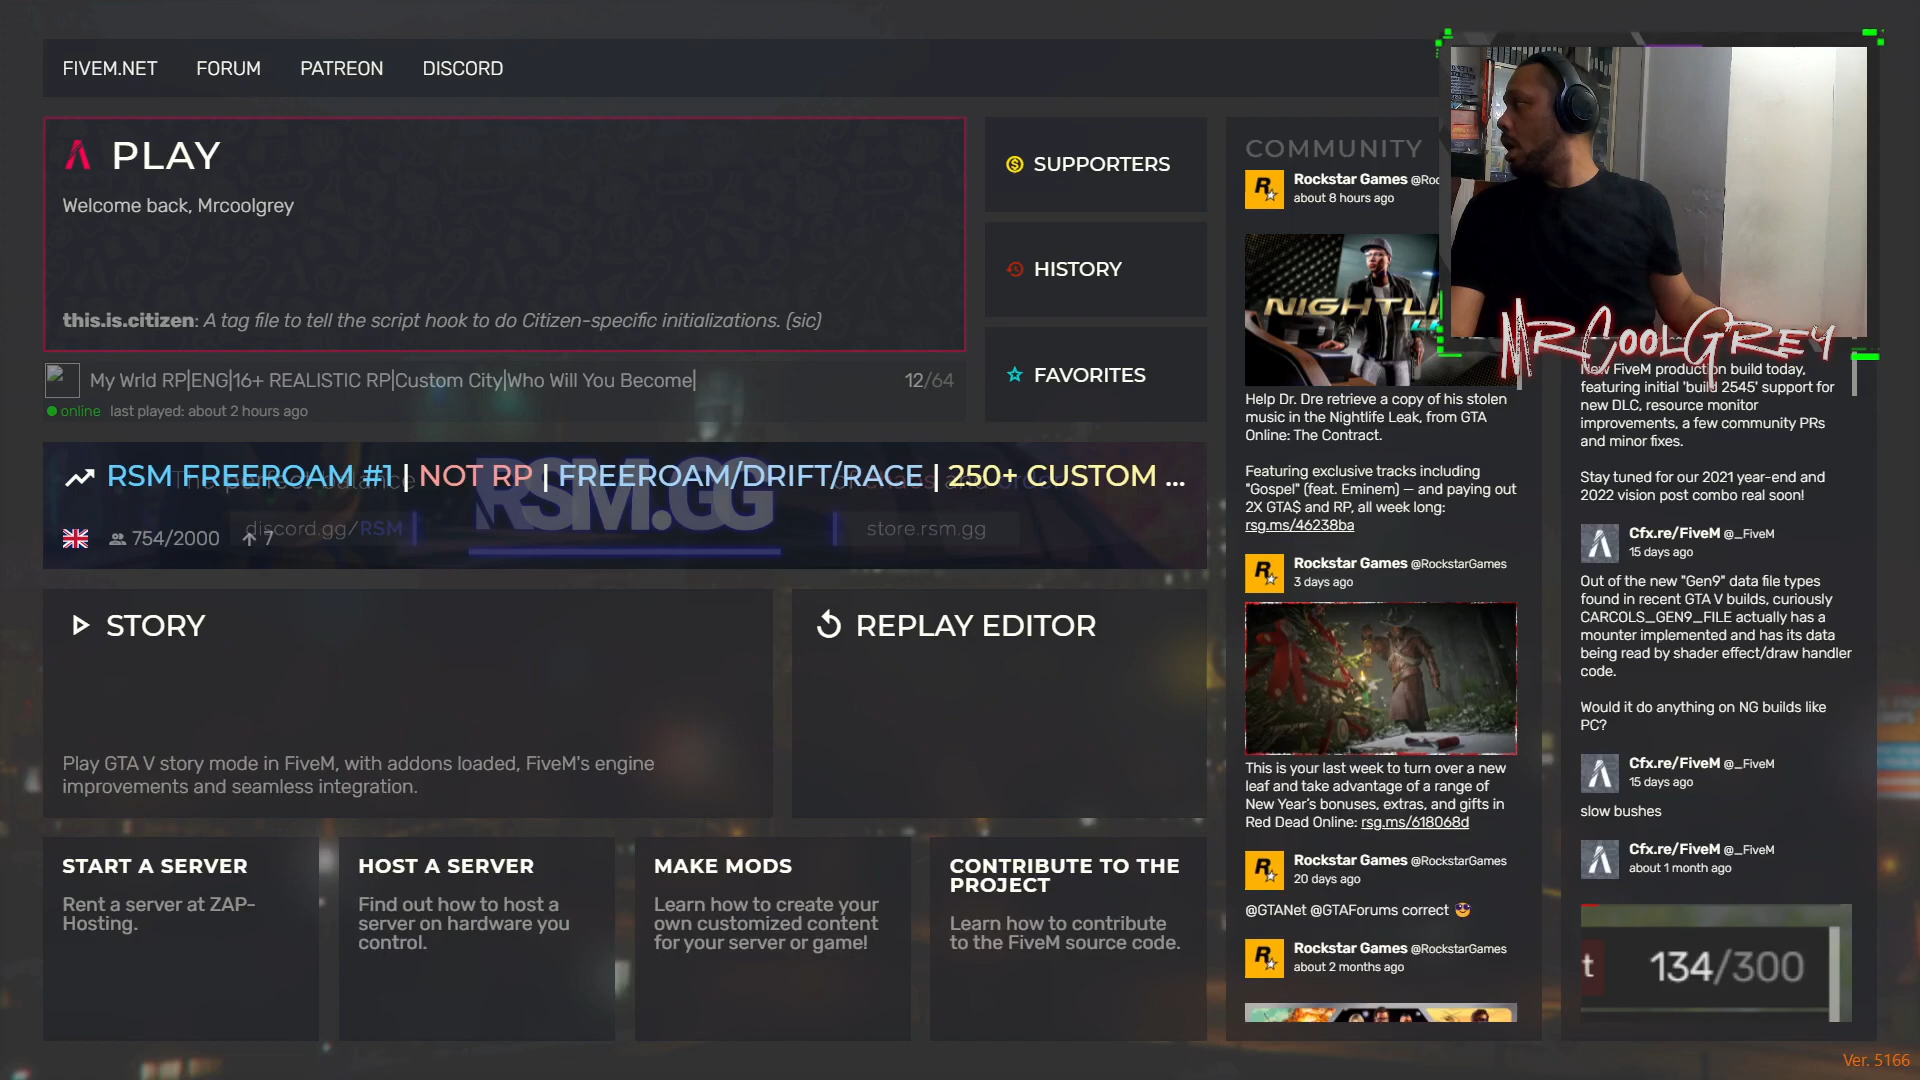 FIVEM.NET
FORUM
PATREON
DISCORD
PLAY
Welcome back, Mrcoolgrey
this.is.citizen: A tag file to tell the script hook to do Citizen-specific initializations. (sic)
My Wrld RP|ENG|16+ REALISTIC RP|Custom City|Who Will You Become|
12/64
online last played: about 2 hours ago
SUPPORTERS
HISTORY
FAVORITES
RSM FREEROAM #1 | NOT RP | FREEROAM/DRIFT/RACE | 250+ CUSTOM ...
RSM.GG
754/2000
7
discord.gg/RSM
store.rsm.gg
STORY
Play GTA V story mode in FiveM, with addons loaded, FiveM's engine
improvements and seamless integration.
REPLAY EDITOR
START A SERVER
Rent a server at ZAP-
Hosting.
HOST A SERVER
Find out how to host a
server on hardware you
control.
MAKE MODS
Learn how to create your
own customized content
for your server or game!
CONTRIBUTE TO THE
PROJECT
Learn how to contribute
to the FiveM source code.
COMMUNITY
Rockstar Games @Roc
about 8 hours ago
NIGHTLI
Help Dr. Dre retrieve a copy of his stolen
music in the Nightlife Leak, from GTA
Online: The Contract.
Featuring exclusive tracks including
"Gospel" (feat. Eminem) — and paying out
2X GTA$ and RP, all week long:
rsg.ms/46238ba
Rockstar Games @RockstarGames
3 days ago
This is your last week to turn over a new
leaf and take advantage of a range of
New Year's bonuses, extras, and gifts in
Red Dead Online: rsg.ms/618068d
Rockstar Games @RockstarGames
20 days ago
@GTANet @GTAForums correct 😎
Rockstar Games @RockstarGames
about 2 months ago
MRCOOLGREY
New FiveM production build today,
featuring initial 'build 2545' support for
new DLC, resource monitor
improvements, a few community PRs
and minor fixes.
Stay tuned for our 2021 year-end and
2022 vision post combo real soon!
Cfx.re/FiveM @_FiveM
15 days ago
Out of the new "Gen9" data file types
found in recent GTA V builds, curiously
CARCOLS_GEN9_FILE actually has a
mounter implemented and has its data
being read by shader effect/draw handler
code.
Would it do anything on NG builds like
PC?
Cfx.re/FiveM @_FiveM
15 days ago
slow bushes
Cfx.re/FiveM @_FiveM
about 1 month ago
t 134/300
Ver. 5166